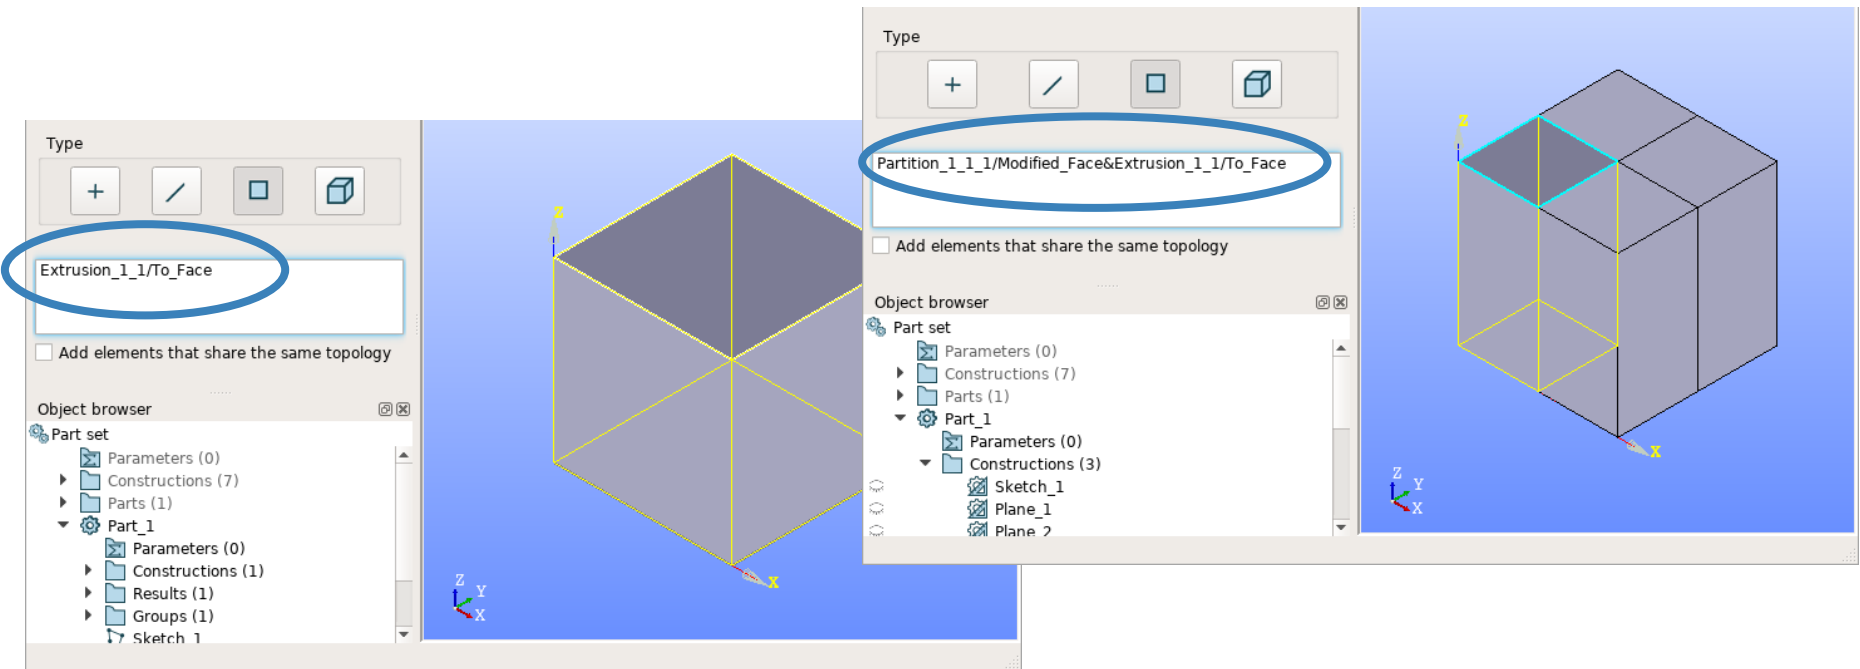 Type
Extrusion_1_1/To_Face
Add elements that share the same topology
Object browser
Part set
Parameters (0)
Constructions (7)
Parts (1)
Part_1
Parameters (0)
Constructions (1)
Results (1)
Groups (1)
Sketch_1
Z
X
Z
Y
X
Type
Partition_1_1_1/Modified_Face&Extrusion_1_1/To_Face
Add elements that share the same topology
Object browser
Part set
Parameters (0)
Constructions (7)
Parts (1)
Part_1
Parameters (0)
Constructions (3)
Sketch_1
Plane_1
Plane_2
Z
X
Z
Y
X